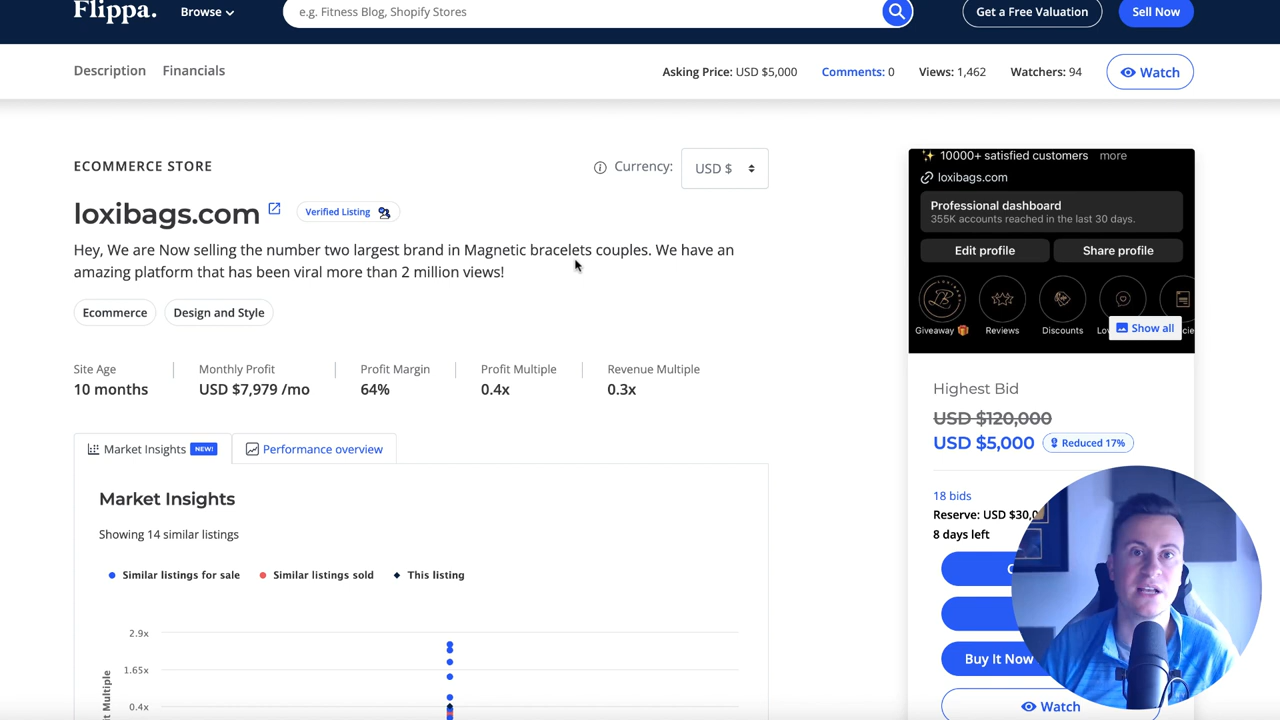 Flippa.
Browse
e.g. Fitness Blog, Shopify Stores
Get a Free Valuation
Sell Now
Description
Financials
Asking Price: USD $5,000
Comments: 0
Views: 1,462
Watchers: 94
Watch
ECOMMERCE STORE
Currency:
USD $
loxibags.com
Verified Listing
Hey, We are Now selling the number two largest brand in Magnetic bracelets couples. We have an
amazing platform that has been viral more than 2 million views!
Ecommerce
Design and Style
Site Age
10 months
Monthly Profit
USD $7,979 /mo
Profit Margin
64%
Profit Multiple
0.4x
Revenue Multiple
0.3x
Market Insights NEW!
Performance overview
Market Insights
Showing 14 similar listings
Similar listings for sale
Similar listings sold
This listing
2.9x
1.65x
0.4x
Multiple
10000+ satisfied customers more
loxibags.com
Professional dashboard
355K accounts reached in the last 30 days.
Edit profile
Share profile
Giveaway
Reviews
Discounts
Show all
Highest Bid
USD $120,000
USD $5,000
Reduced 17%
18 bids
Reserve: USD
8 days left
Buy It Now
Watch